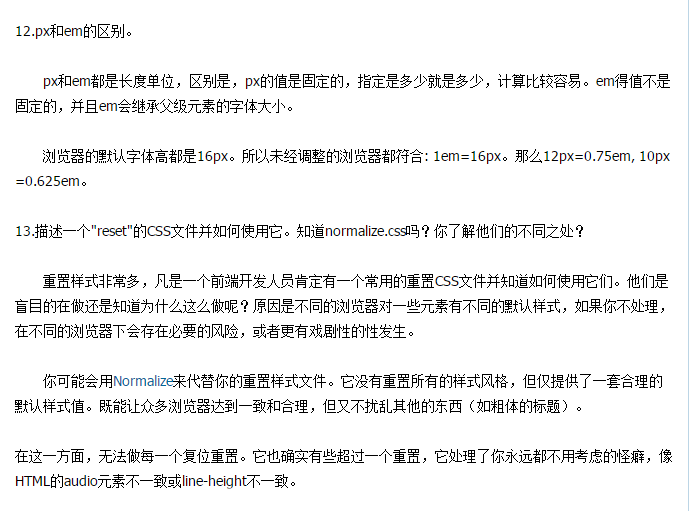 12.px和em的区别。
px和em都是长度单位，区别是，px的值是固定的，指定是多少就是多少，计算比较容易。em得值不是
固定的，并且em会继承父级元素的字体大小。
浏览器的默认字体高都是16px。所以未经调整的浏览器都符合: 1em=16px。那么12px=0.75em, 10px
=0.625em。
13.描述一个"reset"的CSS文件并如何使用它。知道normalize.css吗？你了解他们的不同之处？
重置样式非常多，凡是一个前端开发人员肯定有一个常用的重置CSS文件并知道如何使用它们。他们是
盲目的在做还是知道为什么这么做呢？原因是不同的浏览器对一些元素有不同的默认样式，如果你不处理，
在不同的浏览器下会存在必要的风险，或者更有戏剧性的性发生。
你可能会用Normalize来代替你的重置样式文件。它没有重置所有的样式风格，但仅提供了一套合理的
默认样式值。既能让众多浏览器达到一致和合理，但又不扰乱其他的东西（如粗体的标题）。
在这一方面，无法做每一个复位重置。它也确实有些超过一个重置，它处理了你永远都不用考虑的怪癖，像
HTML的audio元素不一致或line-height不一致。